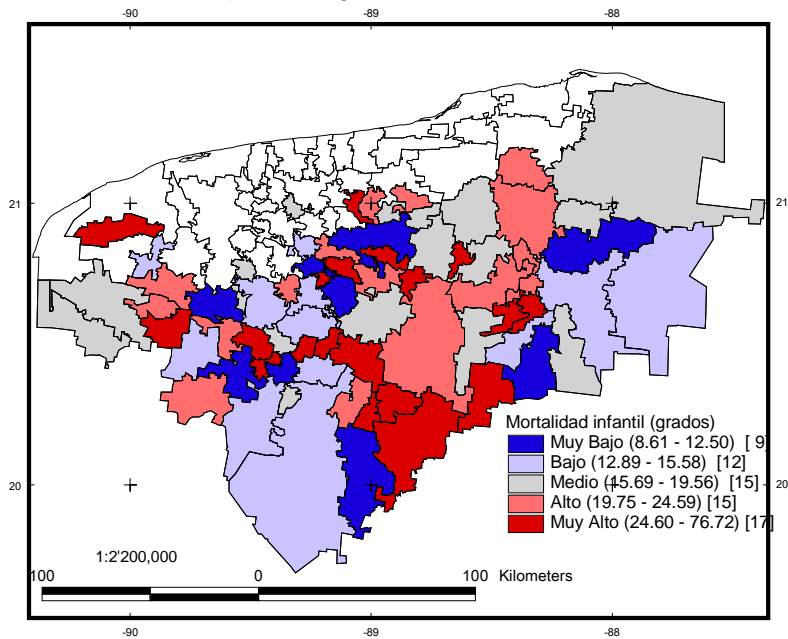 -90 -89 -88
21 21
20 20
Mortalidad infantil (grados)
Muy Bajo (8.61 - 12.50) [ 9]
Bajo (12.89 - 15.58) [12]
Medio (15.69 - 19.56) [15]
Alto (19.75 - 24.59) [15]
Muy Alto (24.60 - 76.72) [17]
1:2'200,000
100 0 100 Kilometers
-90 -89 -88